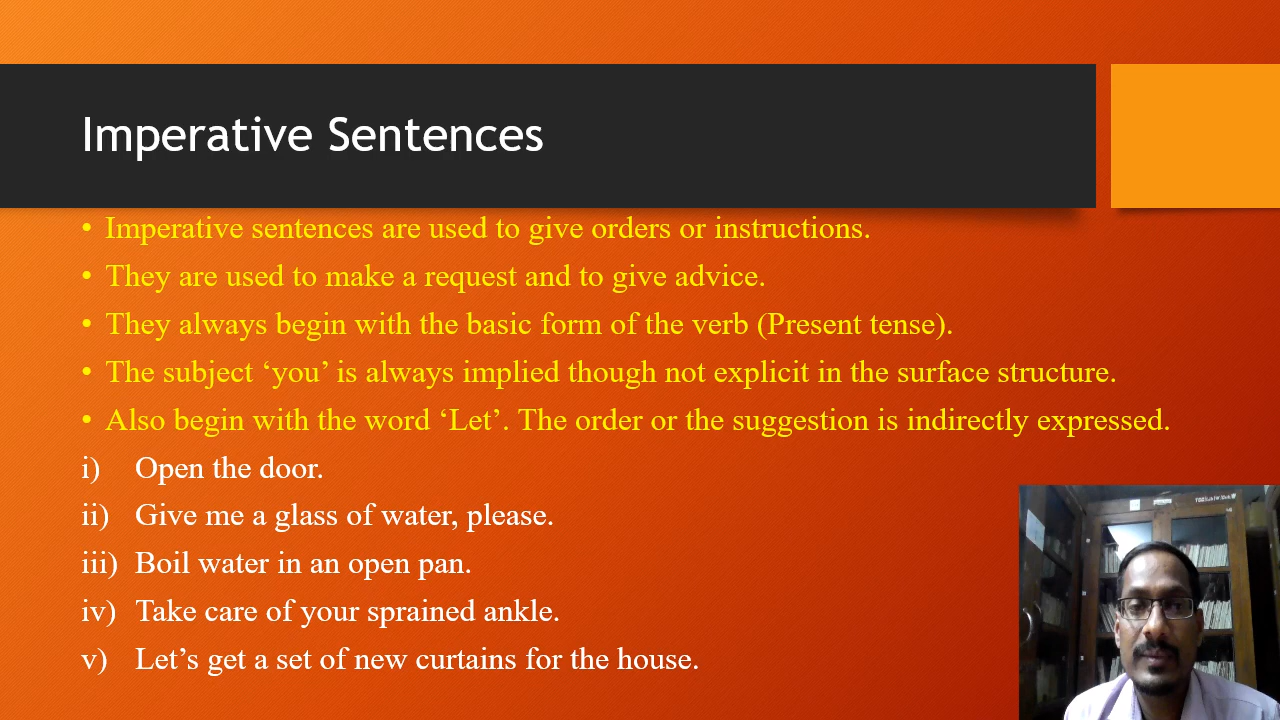 Imperative Sentences
• Imperative sentences are used to give orders or instructions.
• They are used to make a request and to give advice.
• They always begin with the basic form of the verb (Present tense).
• The subject ‘you’ is always implied though not explicit in the surface structure.
• Also begin with the word ‘Let’. The order or the suggestion is indirectly expressed.
i) Open the door.
ii) Give me a glass of water, please.
iii) Boil water in an open pan.
iv) Take care of your sprained ankle.
v) Let’s get a set of new curtains for the house.